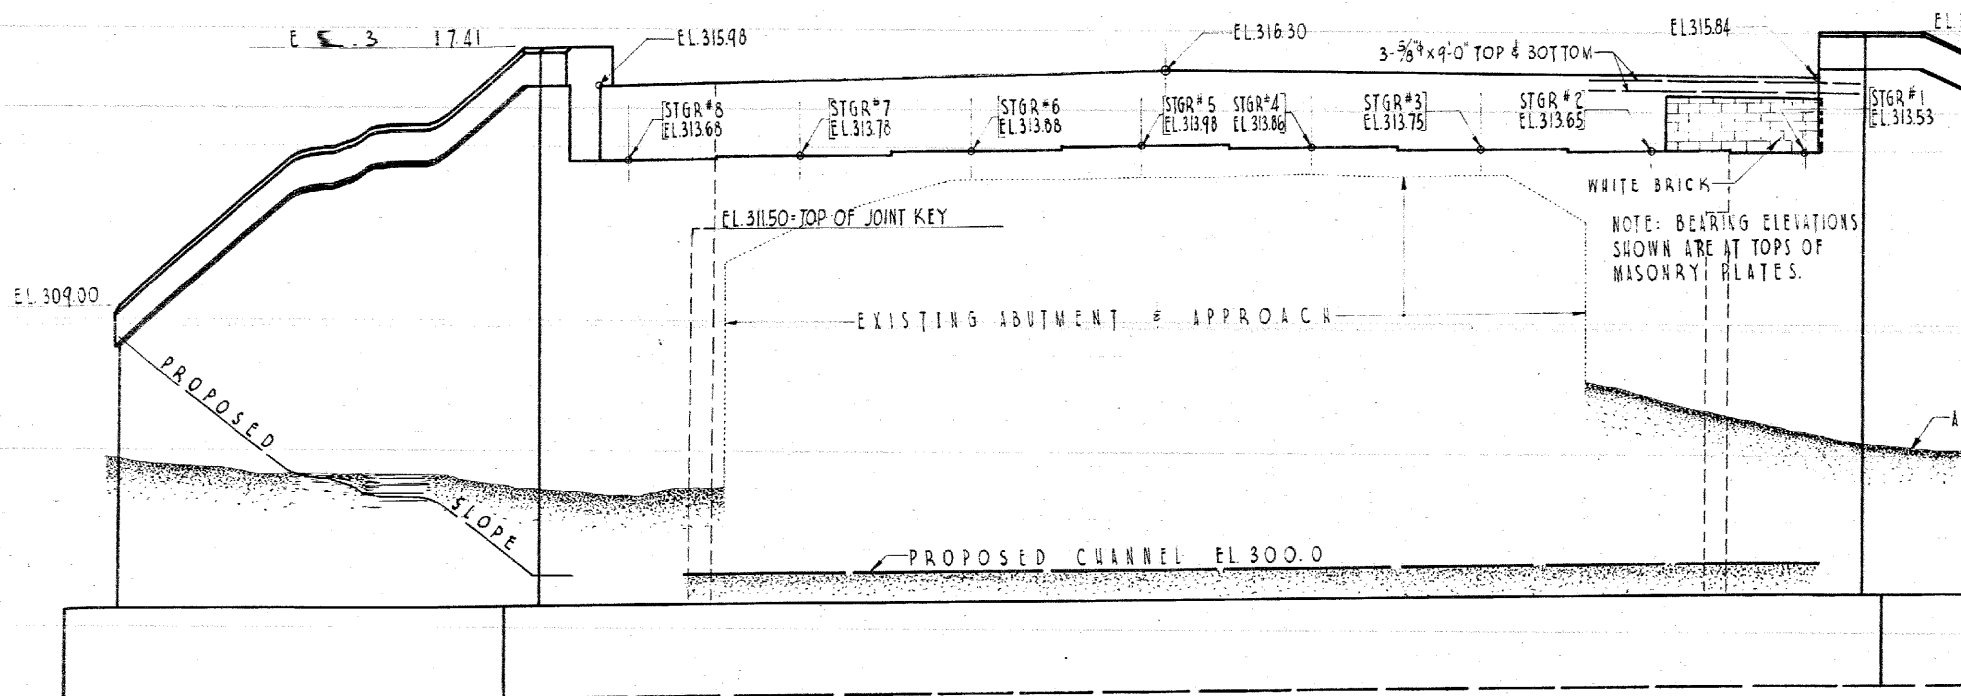 EL.
17.41
EL.315.98
EL.316.30
EL.315.84
EL.
3-5/8"ϕ x 9'-0" TOP & BOTTOM
STGR #8
EL.313.68
STGR #7
EL.313.78
STGR #6
EL.313.88
STGR #5
EL.313.98
STGR #4
EL.313.86
STGR #3
EL.313.75
STGR #2
EL.313.65
STGR #1
EL.313.53
WHITE BRICK
EL.311.50=TOP OF JOINT KEY
NOTE: BEARING ELEVATIONS
SHOWN ARE AT TOPS OF
MASONRY PLATES.
EL.309.00
EXISTING ABUTMENT & APPROACH
PROPOSED
SLOPE
A
PROPOSED CHANNEL EL.300.0